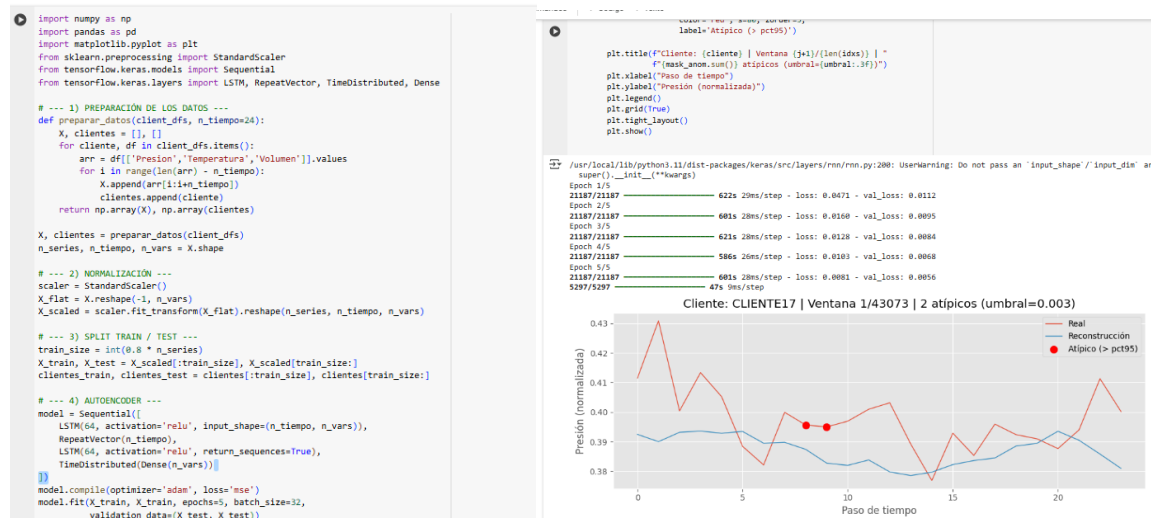 import numpy as np
import pandas as pd
import matplotlib.pyplot as plt
from sklearn.preprocessing import StandardScaler
from tensorflow.keras.models import Sequential
from tensorflow.keras.layers import LSTM, RepeatVector, TimeDistributed, Dense
# --- 1) PREPARACIÓN DE LOS DATOS ---
def preparar_datos(client_dfs, n_tiempo=24):
    X, clientes = [], []
    for cliente, df in client_dfs.items():
        arr = df[['Presion','Temperatura','Volumen']].values
        for i in range(len(arr) - n_tiempo):
            X.append(arr[i:i+n_tiempo])
            clientes.append(cliente)
    return np.array(X), np.array(clientes)
X, clientes = preparar_datos(client_dfs)
n_series, n_tiempo, n_vars = X.shape
# --- 2) NORMALIZACIÓN ---
scaler = StandardScaler()
X_flat = X.reshape(-1, n_vars)
X_scaled = scaler.fit_transform(X_flat).reshape(n_series, n_tiempo, n_vars)
# --- 3) SPLIT TRAIN / TEST ---
train_size = int(0.8 * n_series)
X_train, X_test = X_scaled[:train_size], X_scaled[train_size:]
clientes_train, clientes_test = clientes[:train_size], clientes[train_size:]
# --- 4) AUTOENCODER ---
model = Sequential([
    LSTM(64, activation='relu', input_shape=(n_tiempo, n_vars)),
    RepeatVector(n_tiempo),
    LSTM(64, activation='relu', return_sequences=True),
    TimeDistributed(Dense(n_vars))
])
model.compile(optimizer='adam', loss='mse')
model.fit(X_train, X_train, epochs=5, batch_size=32,
          validation_data=(X_test, X_test))
label='Atípico (> pct95)')
plt.title(f"Cliente: {cliente} | Ventana {j+1}/{len(idxs)} | "
          f"{mask_anom.sum()} atípicos (umbral={umbral:.3f})")
plt.xlabel("Paso de tiempo")
plt.ylabel("Presión (normalizada)")
plt.legend()
plt.grid(True)
plt.tight_layout()
plt.show()
/usr/local/lib/python3.11/dist-packages/keras/src/layers/rnn/rnn.py:200: UserWarning: Do not pass an `input_shape`/`input_dim` ar
  super().__init__(**kwargs)
Epoch 1/5
21187/21187 622s 29ms/step - loss: 0.0471 - val_loss: 0.0112
Epoch 2/5
21187/21187 601s 28ms/step - loss: 0.0160 - val_loss: 0.0095
Epoch 3/5
21187/21187 621s 28ms/step - loss: 0.0128 - val_loss: 0.0084
Epoch 4/5
21187/21187 586s 26ms/step - loss: 0.0103 - val_loss: 0.0068
Epoch 5/5
21187/21187 601s 28ms/step - loss: 0.0081 - val_loss: 0.0056
5297/5297 47s 9ms/step
Cliente: CLIENTE17 | Ventana 1/43073 | 2 atípicos (umbral=0.003)
Real
Reconstrucción
Atípico (> pct95)
Presión (normalizada)
0.43
0.42
0.41
0.40
0.39
0.38
0 5 10 15 20
Paso de tiempo